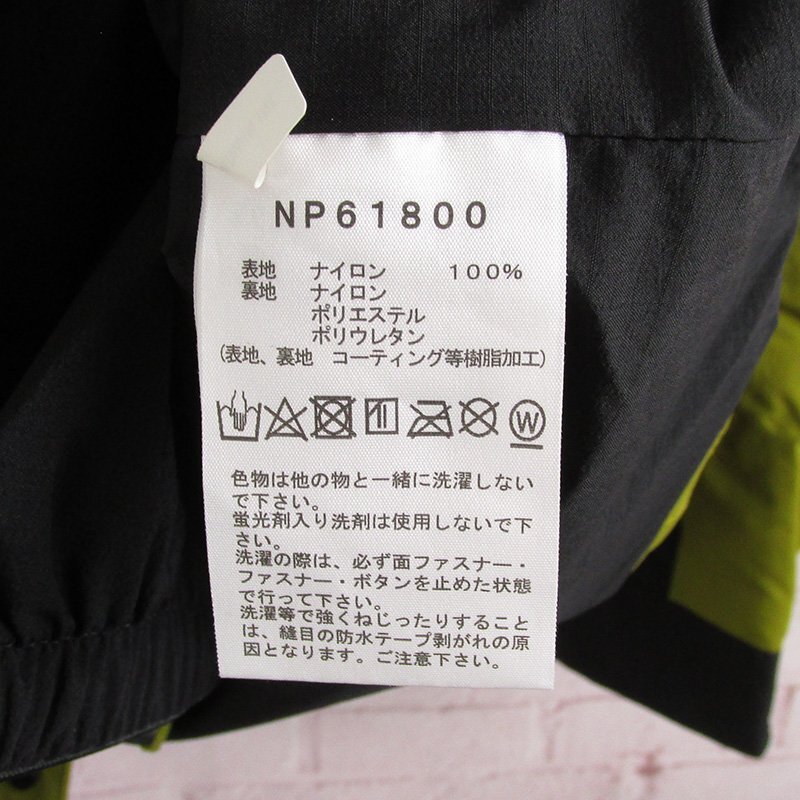 NP61800
表地 ナイロン 100%
裏地 ナイロン
ポリエステル
ポリウレタン
(表地、裏地 コーティング等樹脂加工)
W
色物は他の物と一緒に洗濯しない
で下さい。
蛍光剤入り洗剤は使用しないで下
さい。
洗濯の際は、必ず面ファスナー・
ファスナー・ボタンを止めた状態
で行って下さい。
洗濯等で強くねじったりすること
は、縫目の防水テープ剥がれの原
因となります。ご注意下さい。